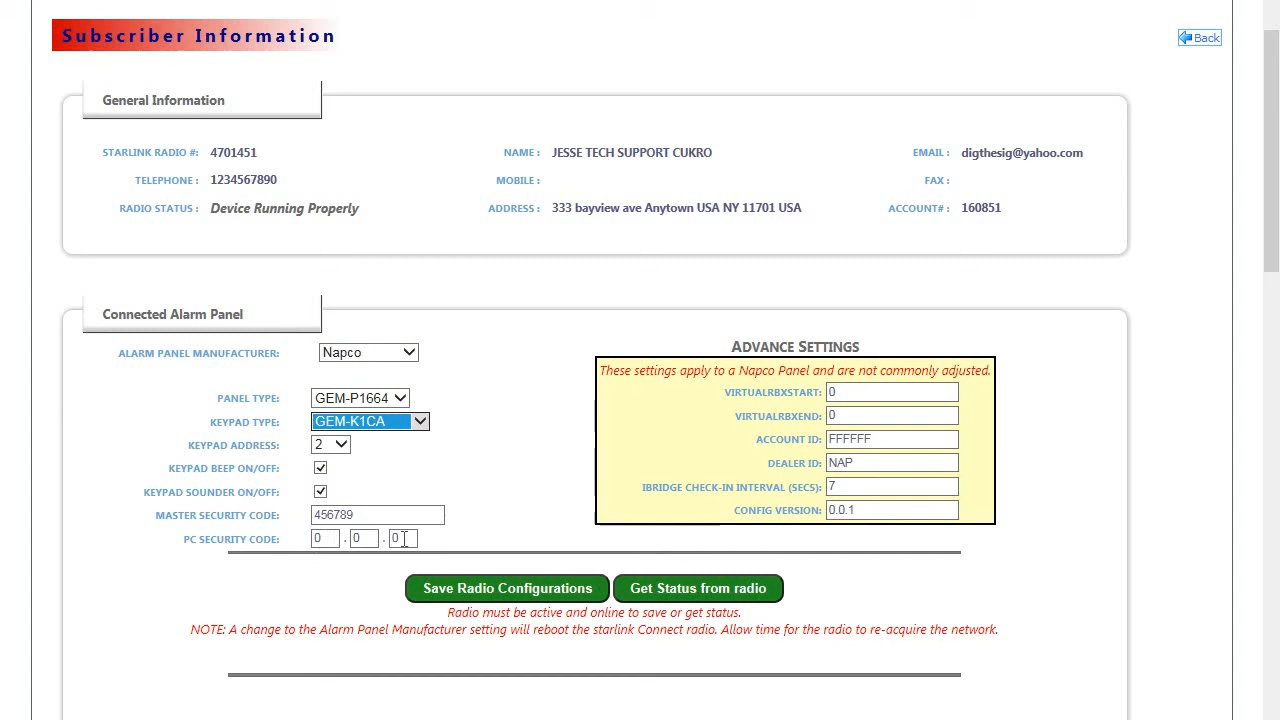 Subscriber Information
Back
General Information
STARLINK RADIO #: 4701451 NAME : JESSE TECH SUPPORT CUKRO EMAIL : digthesig@yahoo.com
TELEPHONE : 1234567890 MOBILE : FAX :
RADIO STATUS : Device Running Properly ADDRESS : 333 bayview ave Anytown USA NY 11701 USA ACCOUNT# : 160851
Connected Alarm Panel
ALARM PANEL MANUFACTURER: Napco
PANEL TYPE: GEM-P1664
KEYPAD TYPE: GEM-K1CA
KEYPAD ADDRESS: 2
KEYPAD BEEP ON/OFF:
KEYPAD SOUNDER ON/OFF:
MASTER SECURITY CODE: 456789
PC SECURITY CODE: 0 . 0 . 0
ADVANCE SETTINGS
These settings apply to a Napco Panel and are not commonly adjusted.
VIRTUALRBXSTART: 0
VIRTUALRBXEND: 0
ACCOUNT ID: FFFFFF
DEALER ID: NAP
IBRIDGE CHECK-IN INTERVAL (SECS): 7
CONFIG VERSION: 0.0.1
Save Radio Configurations Get Status from radio
Radio must be active and online to save or get status.
NOTE: A change to the Alarm Panel Manufacturer setting will reboot the starlink Connect radio. Allow time for the radio to re-acquire the network.